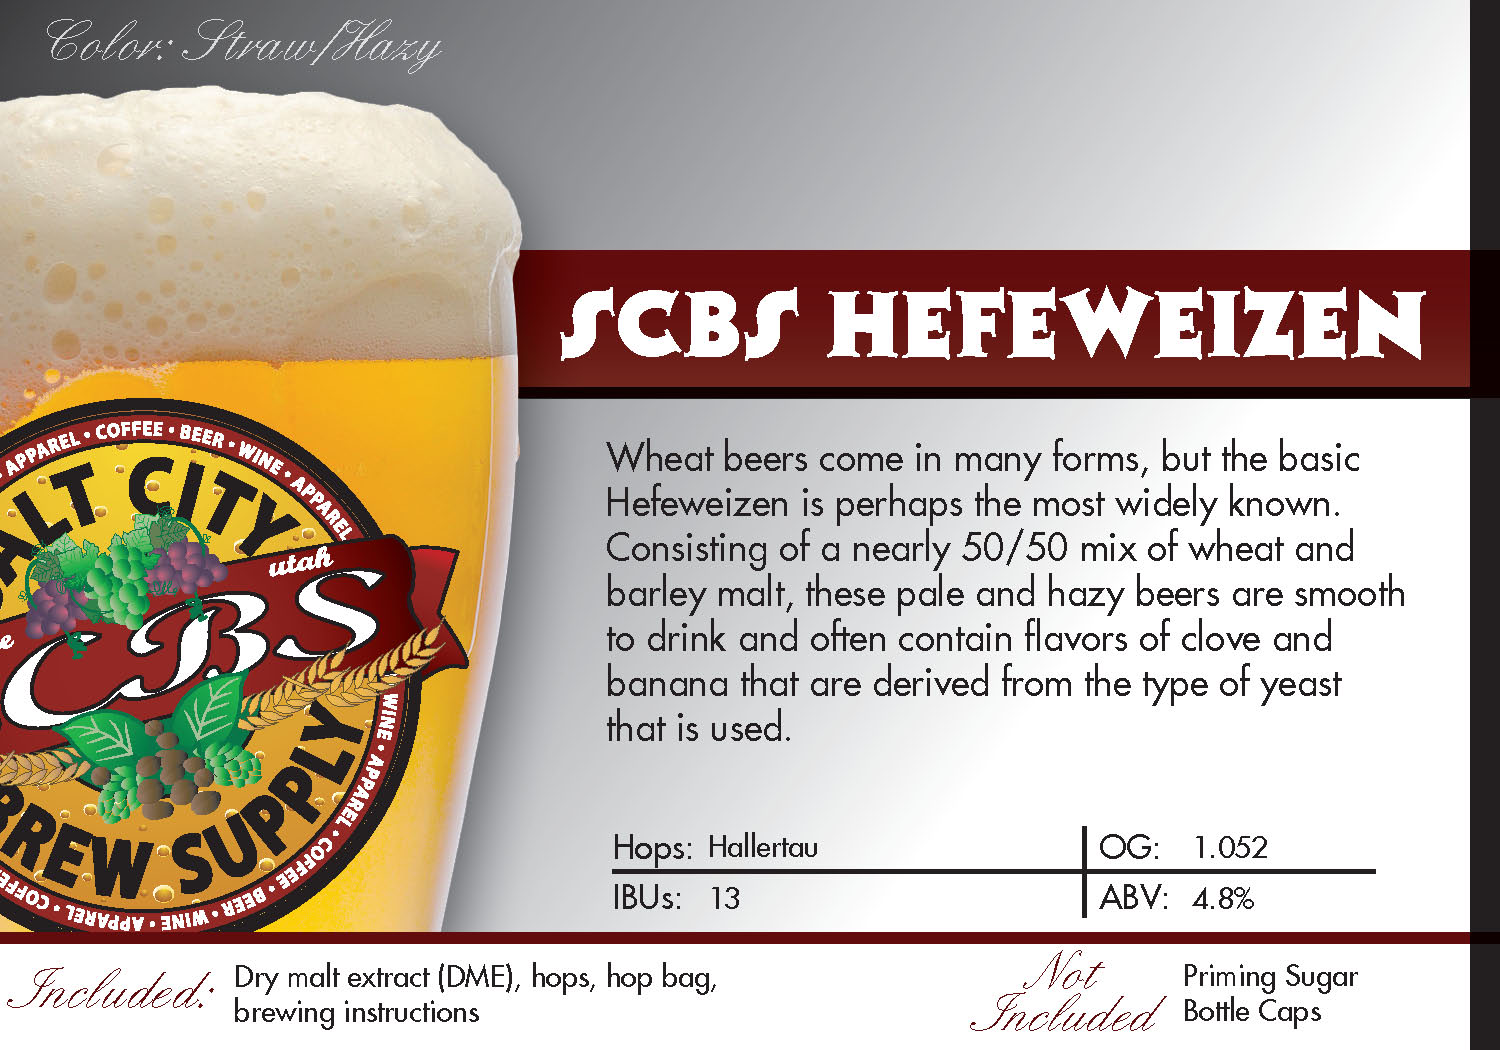 Color: Straw/Hazy
SCBS HEFEWEIZEN
Wheat beers come in many forms, but the basic
Hefeweizen is perhaps the most widely known.
Consisting of a nearly 50/50 mix of wheat and
barley malt, these pale and hazy beers are smooth
to drink and often contain flavors of clove and
banana that are derived from the type of yeast
that is used.
APPAREL • COFFEE • BEER • WINE • APPAREL
ALT CITY
utah
CBS
BREW SUPPLY
WINE • APPAREL • COFFEE • BEER • WINE • APPAREL • COFFE
Hops: Hallertau
OG: 1.052
IBUs: 13
ABV: 4.8%
Included: Dry malt extract (DME), hops, hop bag,
brewing instructions
Not
Included
Priming Sugar
Bottle Caps